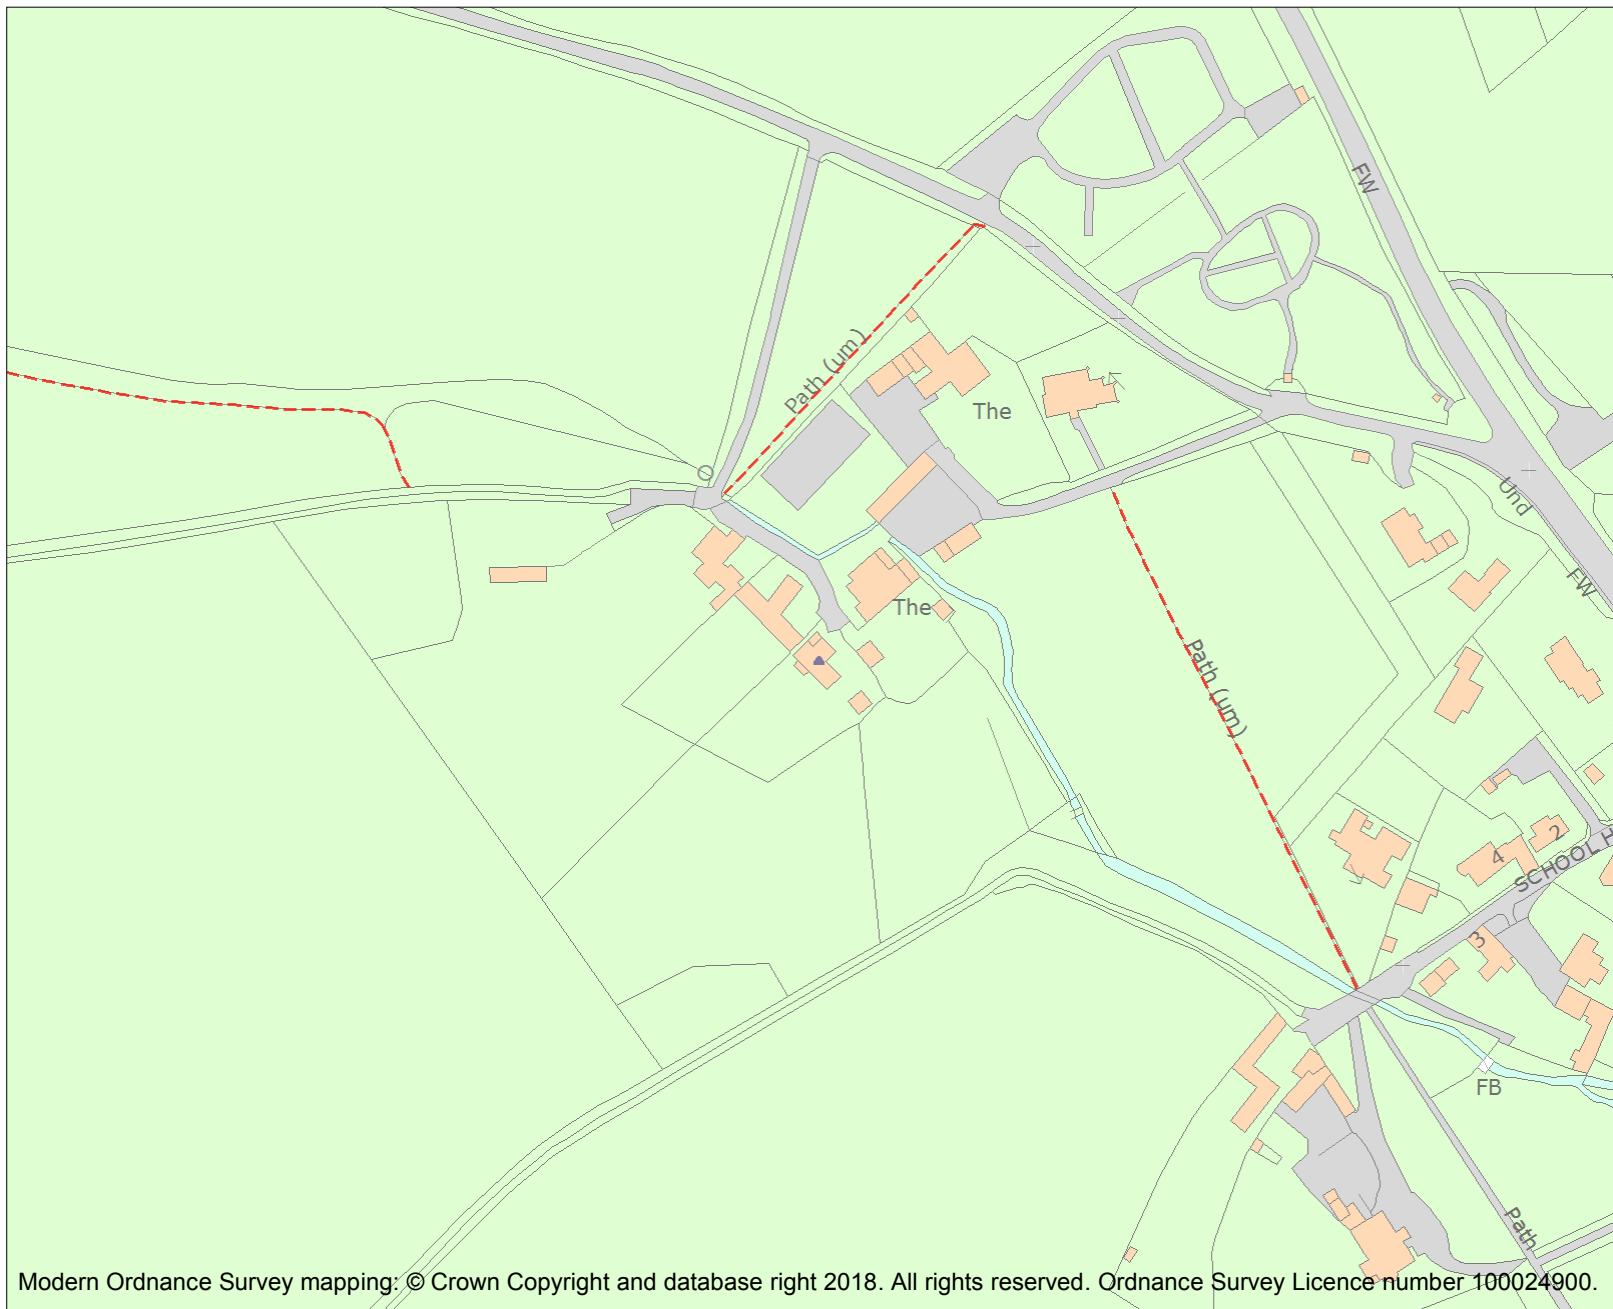 FW
Path (um)
The
Und
FW
The
Path (um)
2
4
SCHOOL H
3
FB
Path
Modern Ordnance Survey mapping: © Crown Copyright and database right 2018. All rights reserved. Ordnance Survey Licence number 100024900.